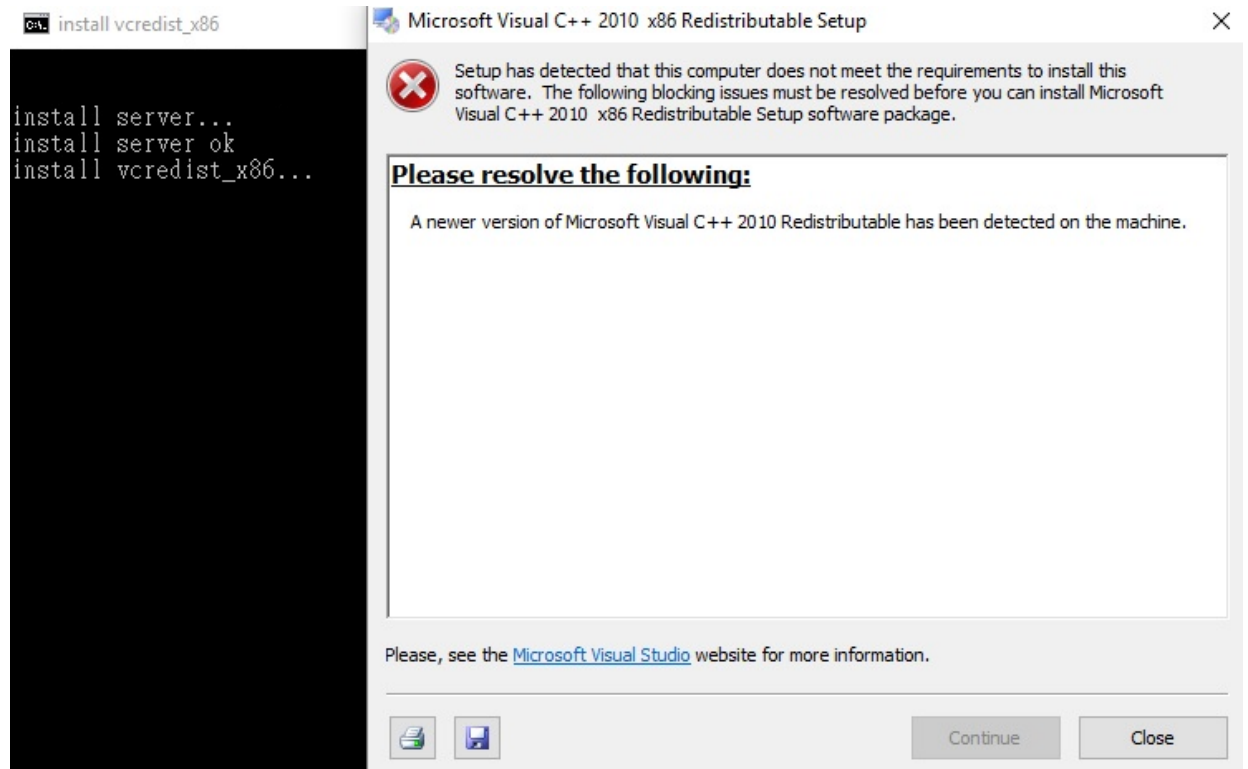 install vcredist_x86
install server...
install server ok
install vcredist_x86...
Microsoft Visual C++ 2010 x86 Redistributable Setup
Setup has detected that this computer does not meet the requirements to install this
software. The following blocking issues must be resolved before you can install Microsoft
Visual C++ 2010 x86 Redistributable Setup software package.
Please resolve the following:
A newer version of Microsoft Visual C++ 2010 Redistributable has been detected on the machine.
Please, see the Microsoft Visual Studio website for more information.
Continue
Close